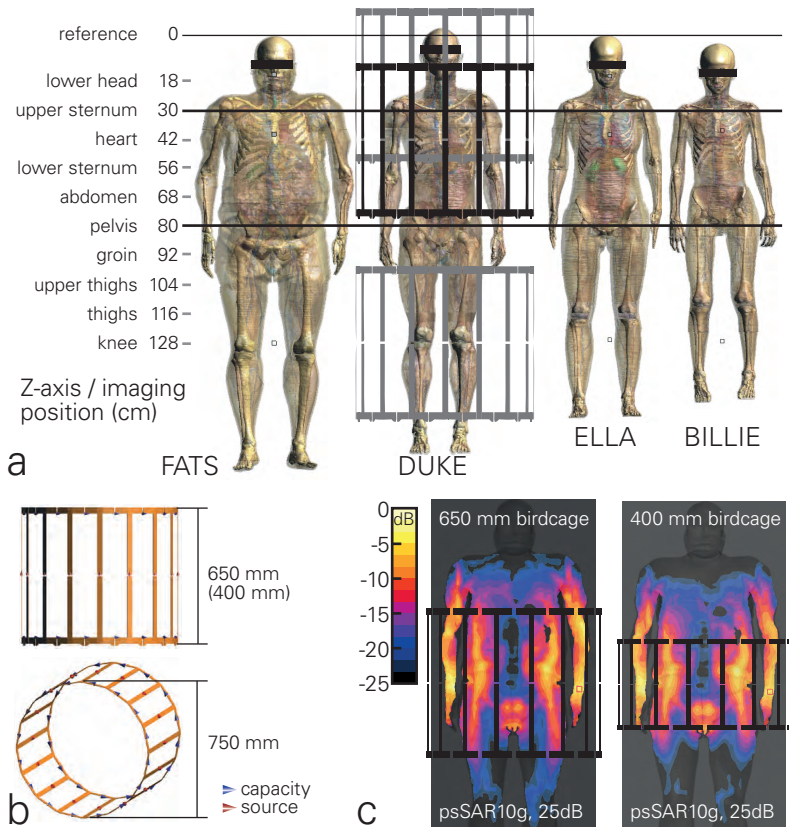 reference 0
lower head 18
upper sternum 30
heart 42
lower sternum 56
abdomen 68
pelvis 80
groin 92
upper thighs 104
thighs 116
knee 128
Z-axis / imaging
position (cm)
a
FATS
DUKE
ELLA
BILLIE
650 mm
(400 mm)
750 mm
capacity
source
b
0
dB
-5
-10
-15
-20
-25
650 mm birdcage
400 mm birdcage
psSAR10g, 25dB
psSAR10g, 25dB
c